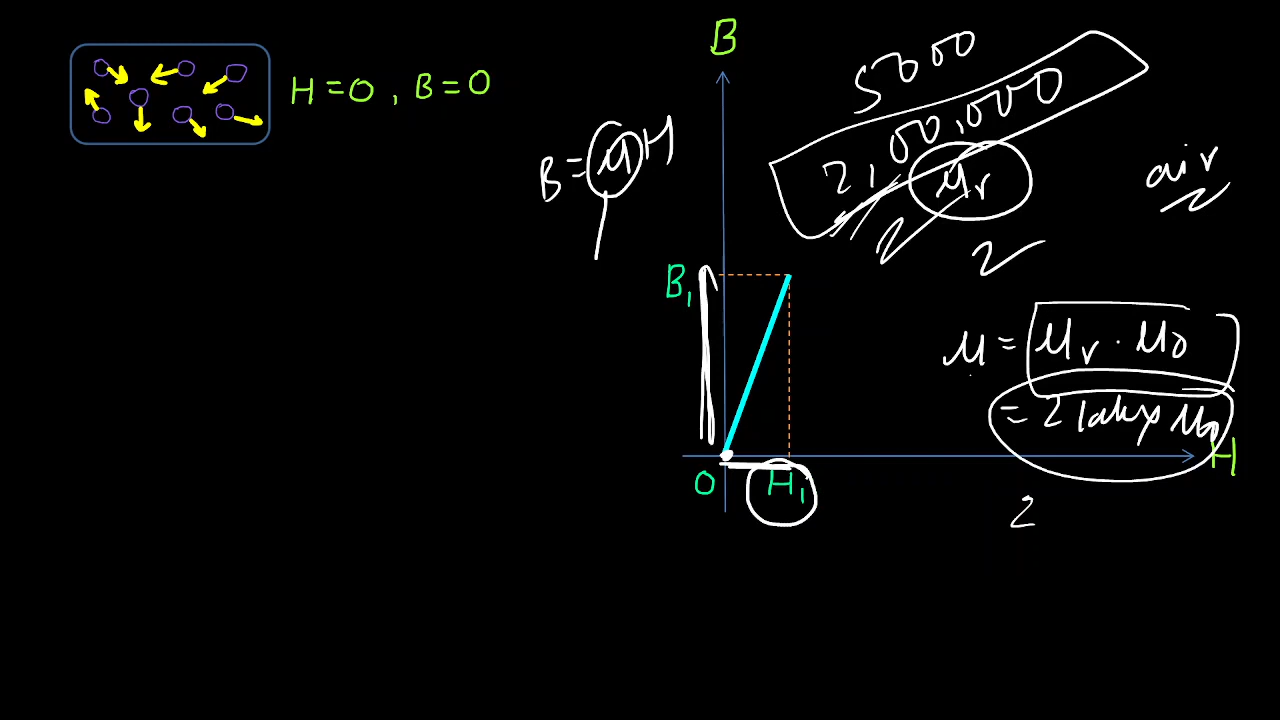 H=0, B=0
B
5000
2,00,000
B=μH
μr
air
B1
μ = μr · μ0
= 2 lakh × μ0
H
0
H1
2